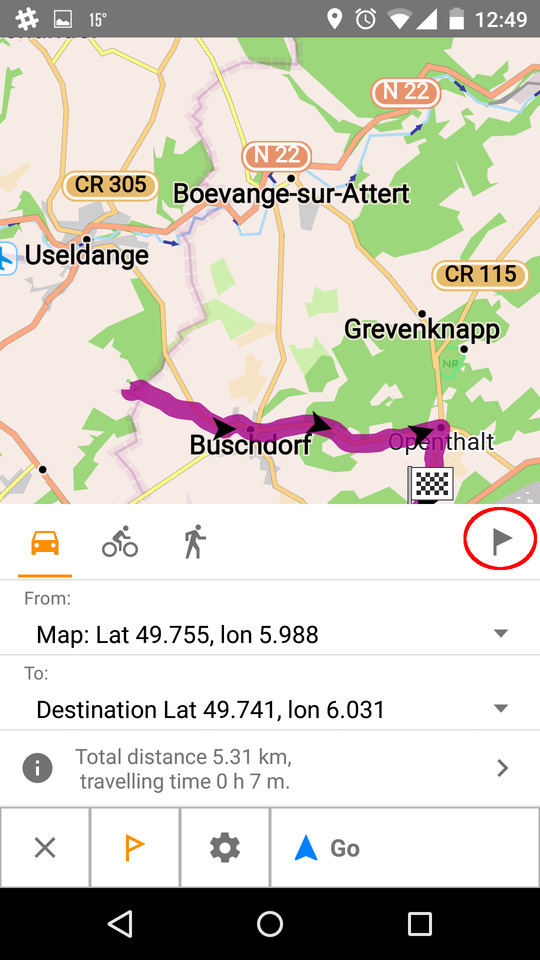 15° 12:49
N 22
N 22
CR 305
Boevange-sur-Attert
Useldange
CR 115
Grevenknapp
NR
Buschdorf
Openthalt
From:
Map: Lat 49.755, lon 5.988
To:
Destination Lat 49.741, lon 6.031
Total distance 5.31 km,
travelling time 0 h 7 m.
Go